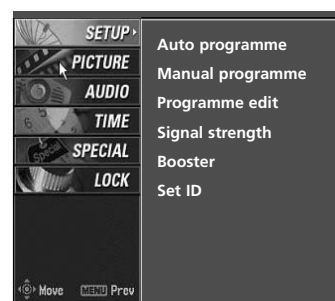 SETUP
PICTURE
AUDIO
TIME
SPECIAL
LOCK
Move MENU Prev
Auto programme
Manual programme
Programme edit
Signal strength
Booster
Set ID